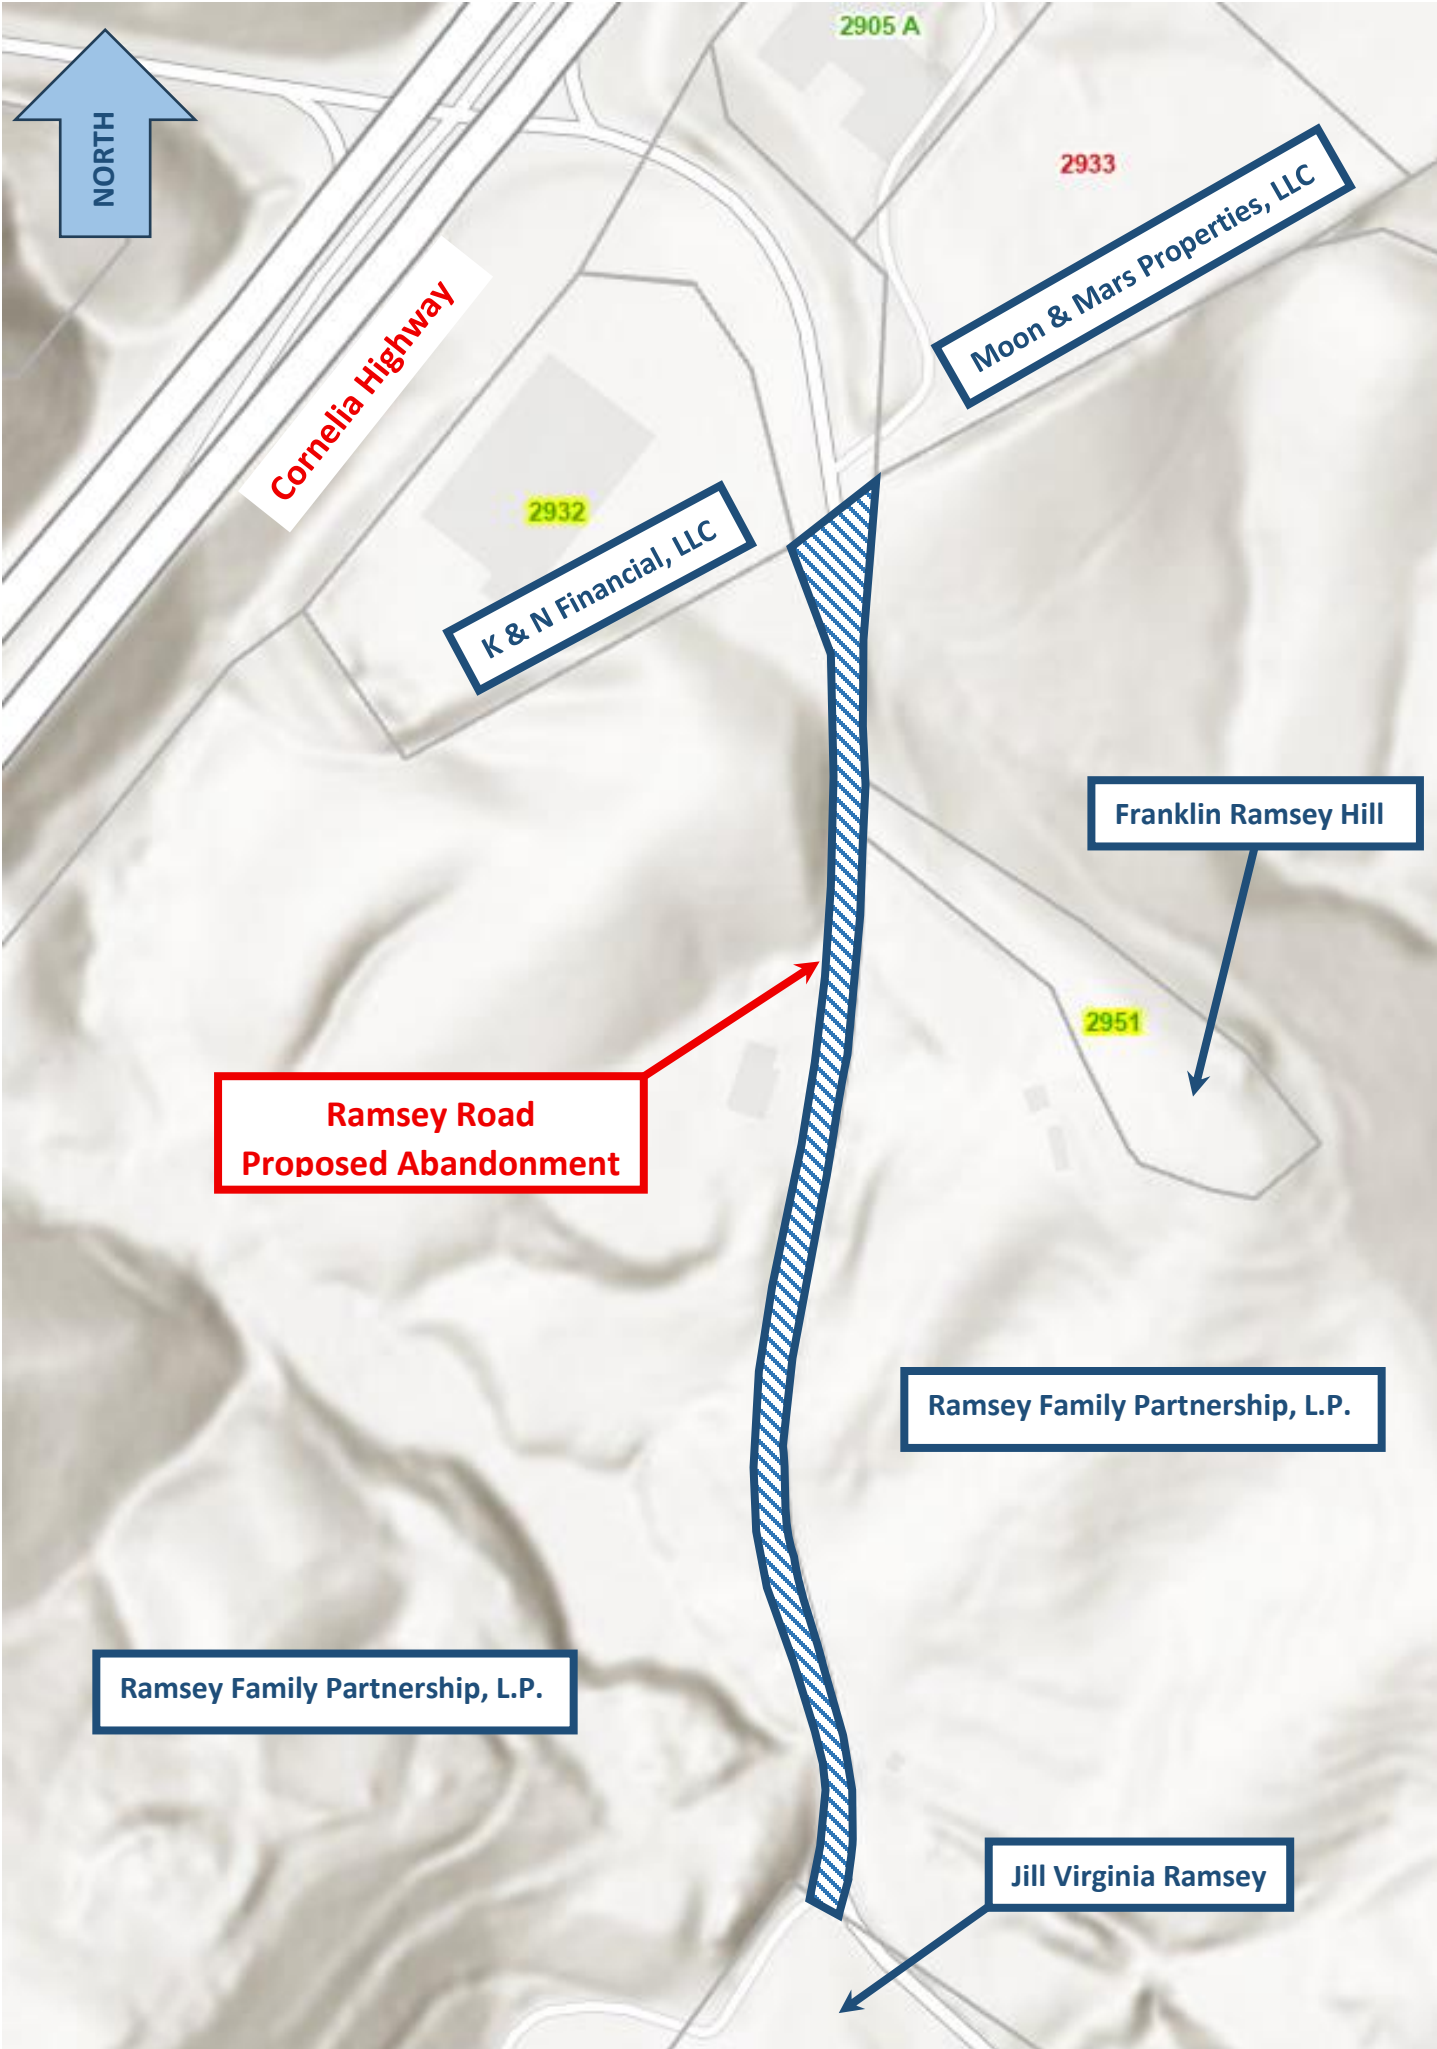 2905 A
NORTH
2933
Moon & Mars Properties, LLC
Cornelia Highway
2932
K & N Financial, LLC
Franklin Ramsey Hill
2951
Ramsey Road
Proposed Abandonment
Ramsey Family Partnership, L.P.
Ramsey Family Partnership, L.P.
Jill Virginia Ramsey